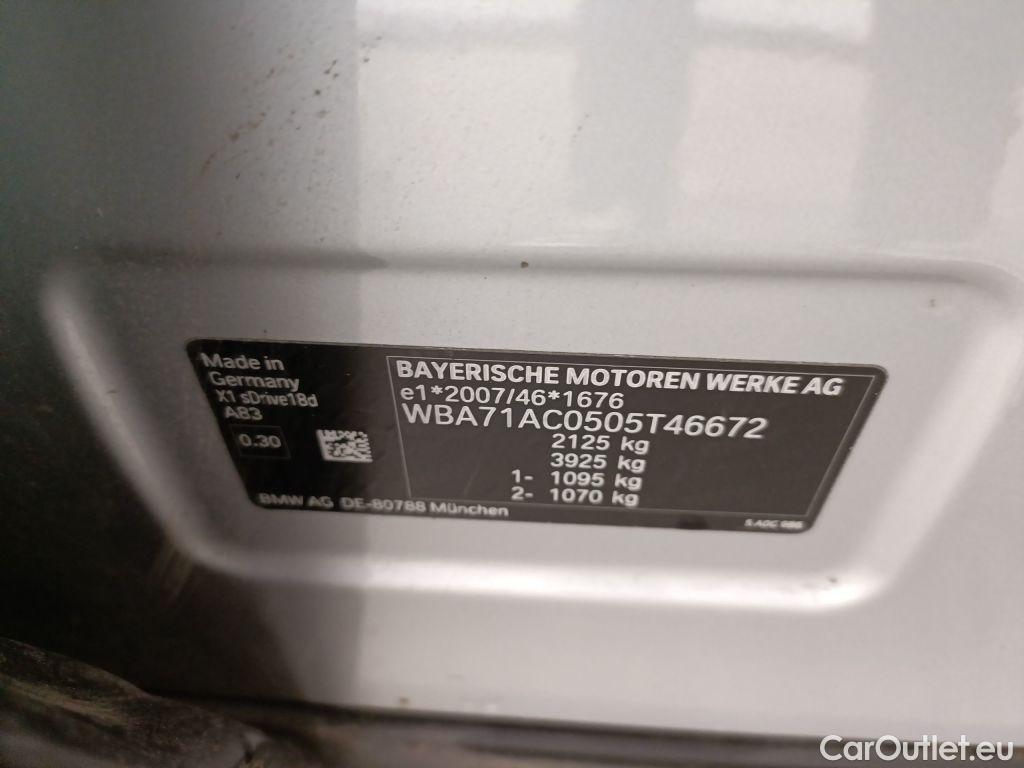 Made in
Germany
X1 sDrive18d
A83
0.30
BAYERISCHE MOTOREN WERKE AG
e1*2007/46*1676
WBA71AC0505T46672
2125 kg
3925 kg
1- 1095 kg
2- 1070 kg
BMW AG DE-80788 München
CarOutlet.eu